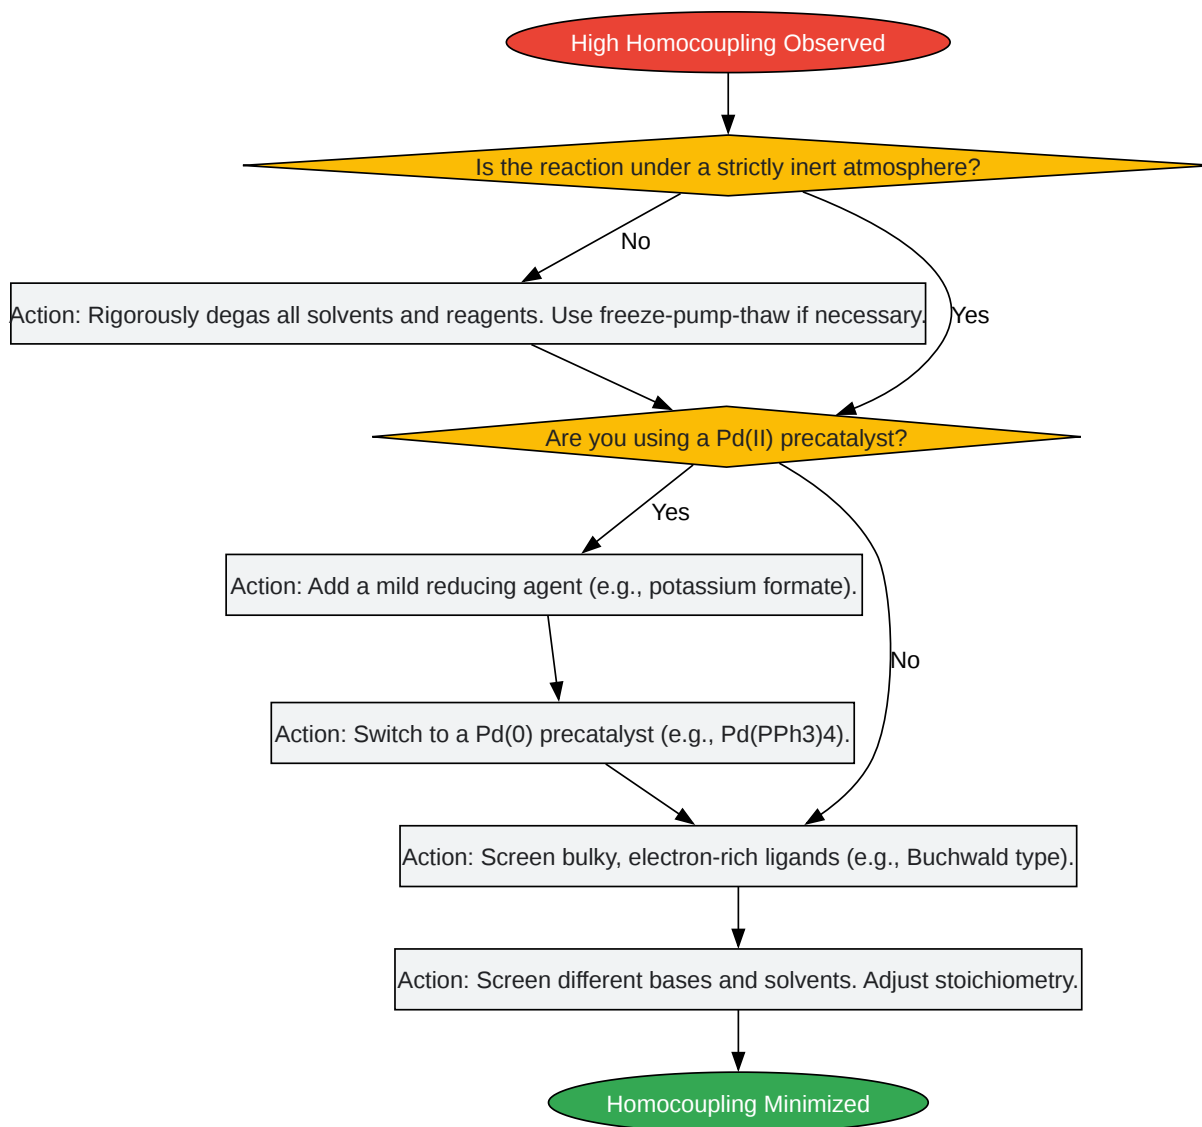 High Homocoupling Observed
Is the reaction under a strictly inert atmosphere?
No
Action: Rigorously degas all solvents and reagents. Use freeze-pump-thaw if necessary.
Yes
Are you using a Pd(II) precatalyst?
Yes
Action: Add a mild reducing agent (e.g., potassium formate).
No
Action: Switch to a Pd(0) precatalyst (e.g., Pd(PPh3)4).
Action: Screen bulky, electron-rich ligands (e.g., Buchwald type).
Action: Screen different bases and solvents. Adjust stoichiometry.
Homocoupling Minimized